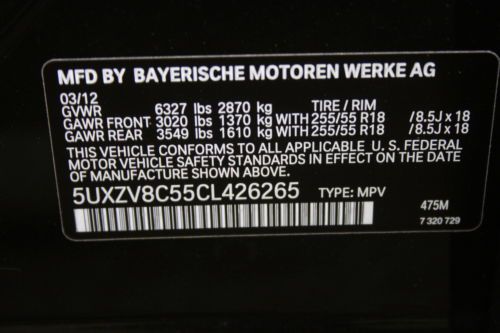 MFD BY BAYERISCHE MOTOREN WERKE AG
03/12
GVWR 6327 lbs 2870 kg TIRE / RIM
GAWR FRONT 3020 lbs 1370 kg WITH 255/55 R18 / 8.5J x 18
GAWR REAR 3549 lbs 1610 kg WITH 255/55 R18 / 8.5J x 18
THIS VEHICLE CONFORMS TO ALL APPLICABLE U.S. FEDERAL
MOTOR VEHICLE SAFETY STANDARDS IN EFFECT ON THE DATE
OF MANUFACTURE SHOWN ABOVE.
5UXZV8C55CL426265 TYPE: MPV 475M
7 320 729